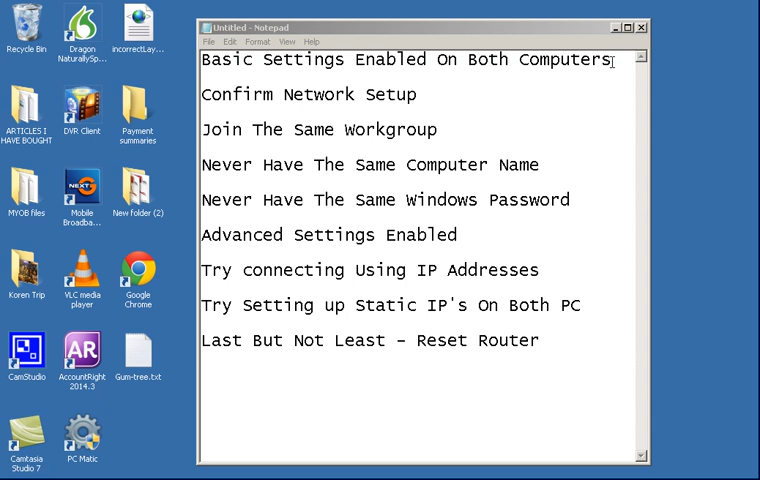 Untitled - Notepad
File Edit Format View Help
Basic Settings Enabled On Both Computers
Confirm Network Setup
Join The Same Workgroup
Never Have The Same Computer Name
Never Have The Same Windows Password
Advanced Settings Enabled
Try connecting Using IP Addresses
Try Setting up Static IP's On Both PC
Last But Not Least - Reset Router
Recycle Bin
Dragon
NaturallySp...
incorrectLay...
ARTICLES I
HAVE BOUGHT
DVR Client
Payment
summaries
MYOB files
NEXT G
Mobile
Broadba...
New folder (2)
Koren Trip
VLC media
player
Google
Chrome
CamStudio
AR
AccountRight
2014.3
Gum-tree.txt
Camtasia
Studio 7
PC Matic